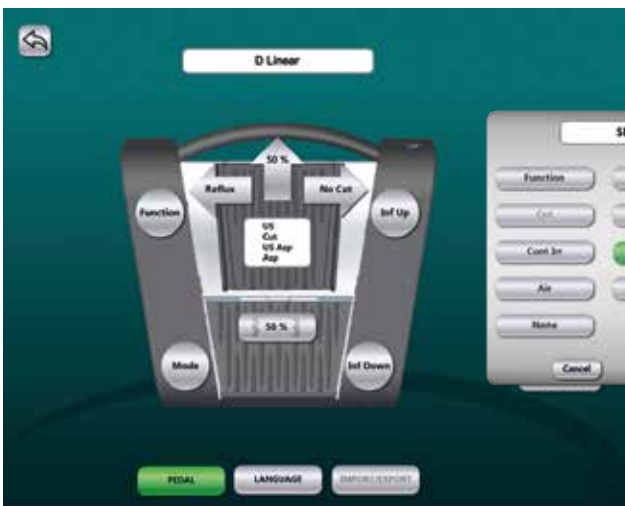 D Linear
50 %
Reflux
No Cut
Function
Inf Up
US
Cut
US Asp
Asp
50 %
Mode
Inf Down
Function
Cut
Cont Irr
Air
None
Cancel
PEDAL
LANGUAGE
IMPORT/EXPORT